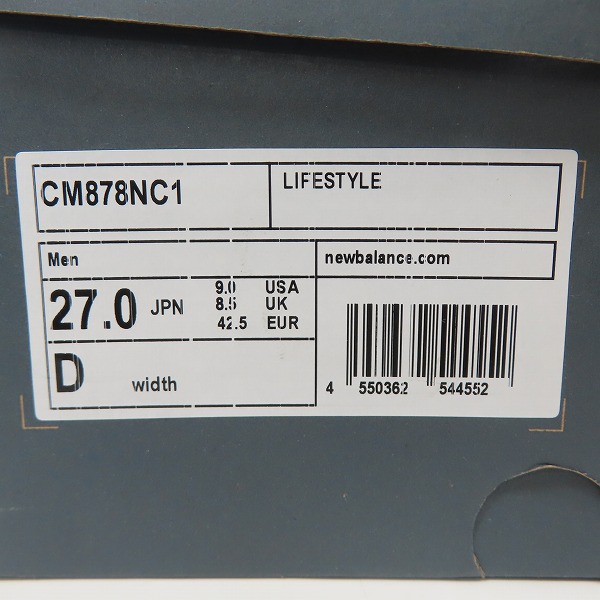 CM878NC1
LIFESTYLE
Men
newbalance.com
27.0 JPN
9.0 USA
8.5 UK
42.5 EUR
D width
4 550362 544552